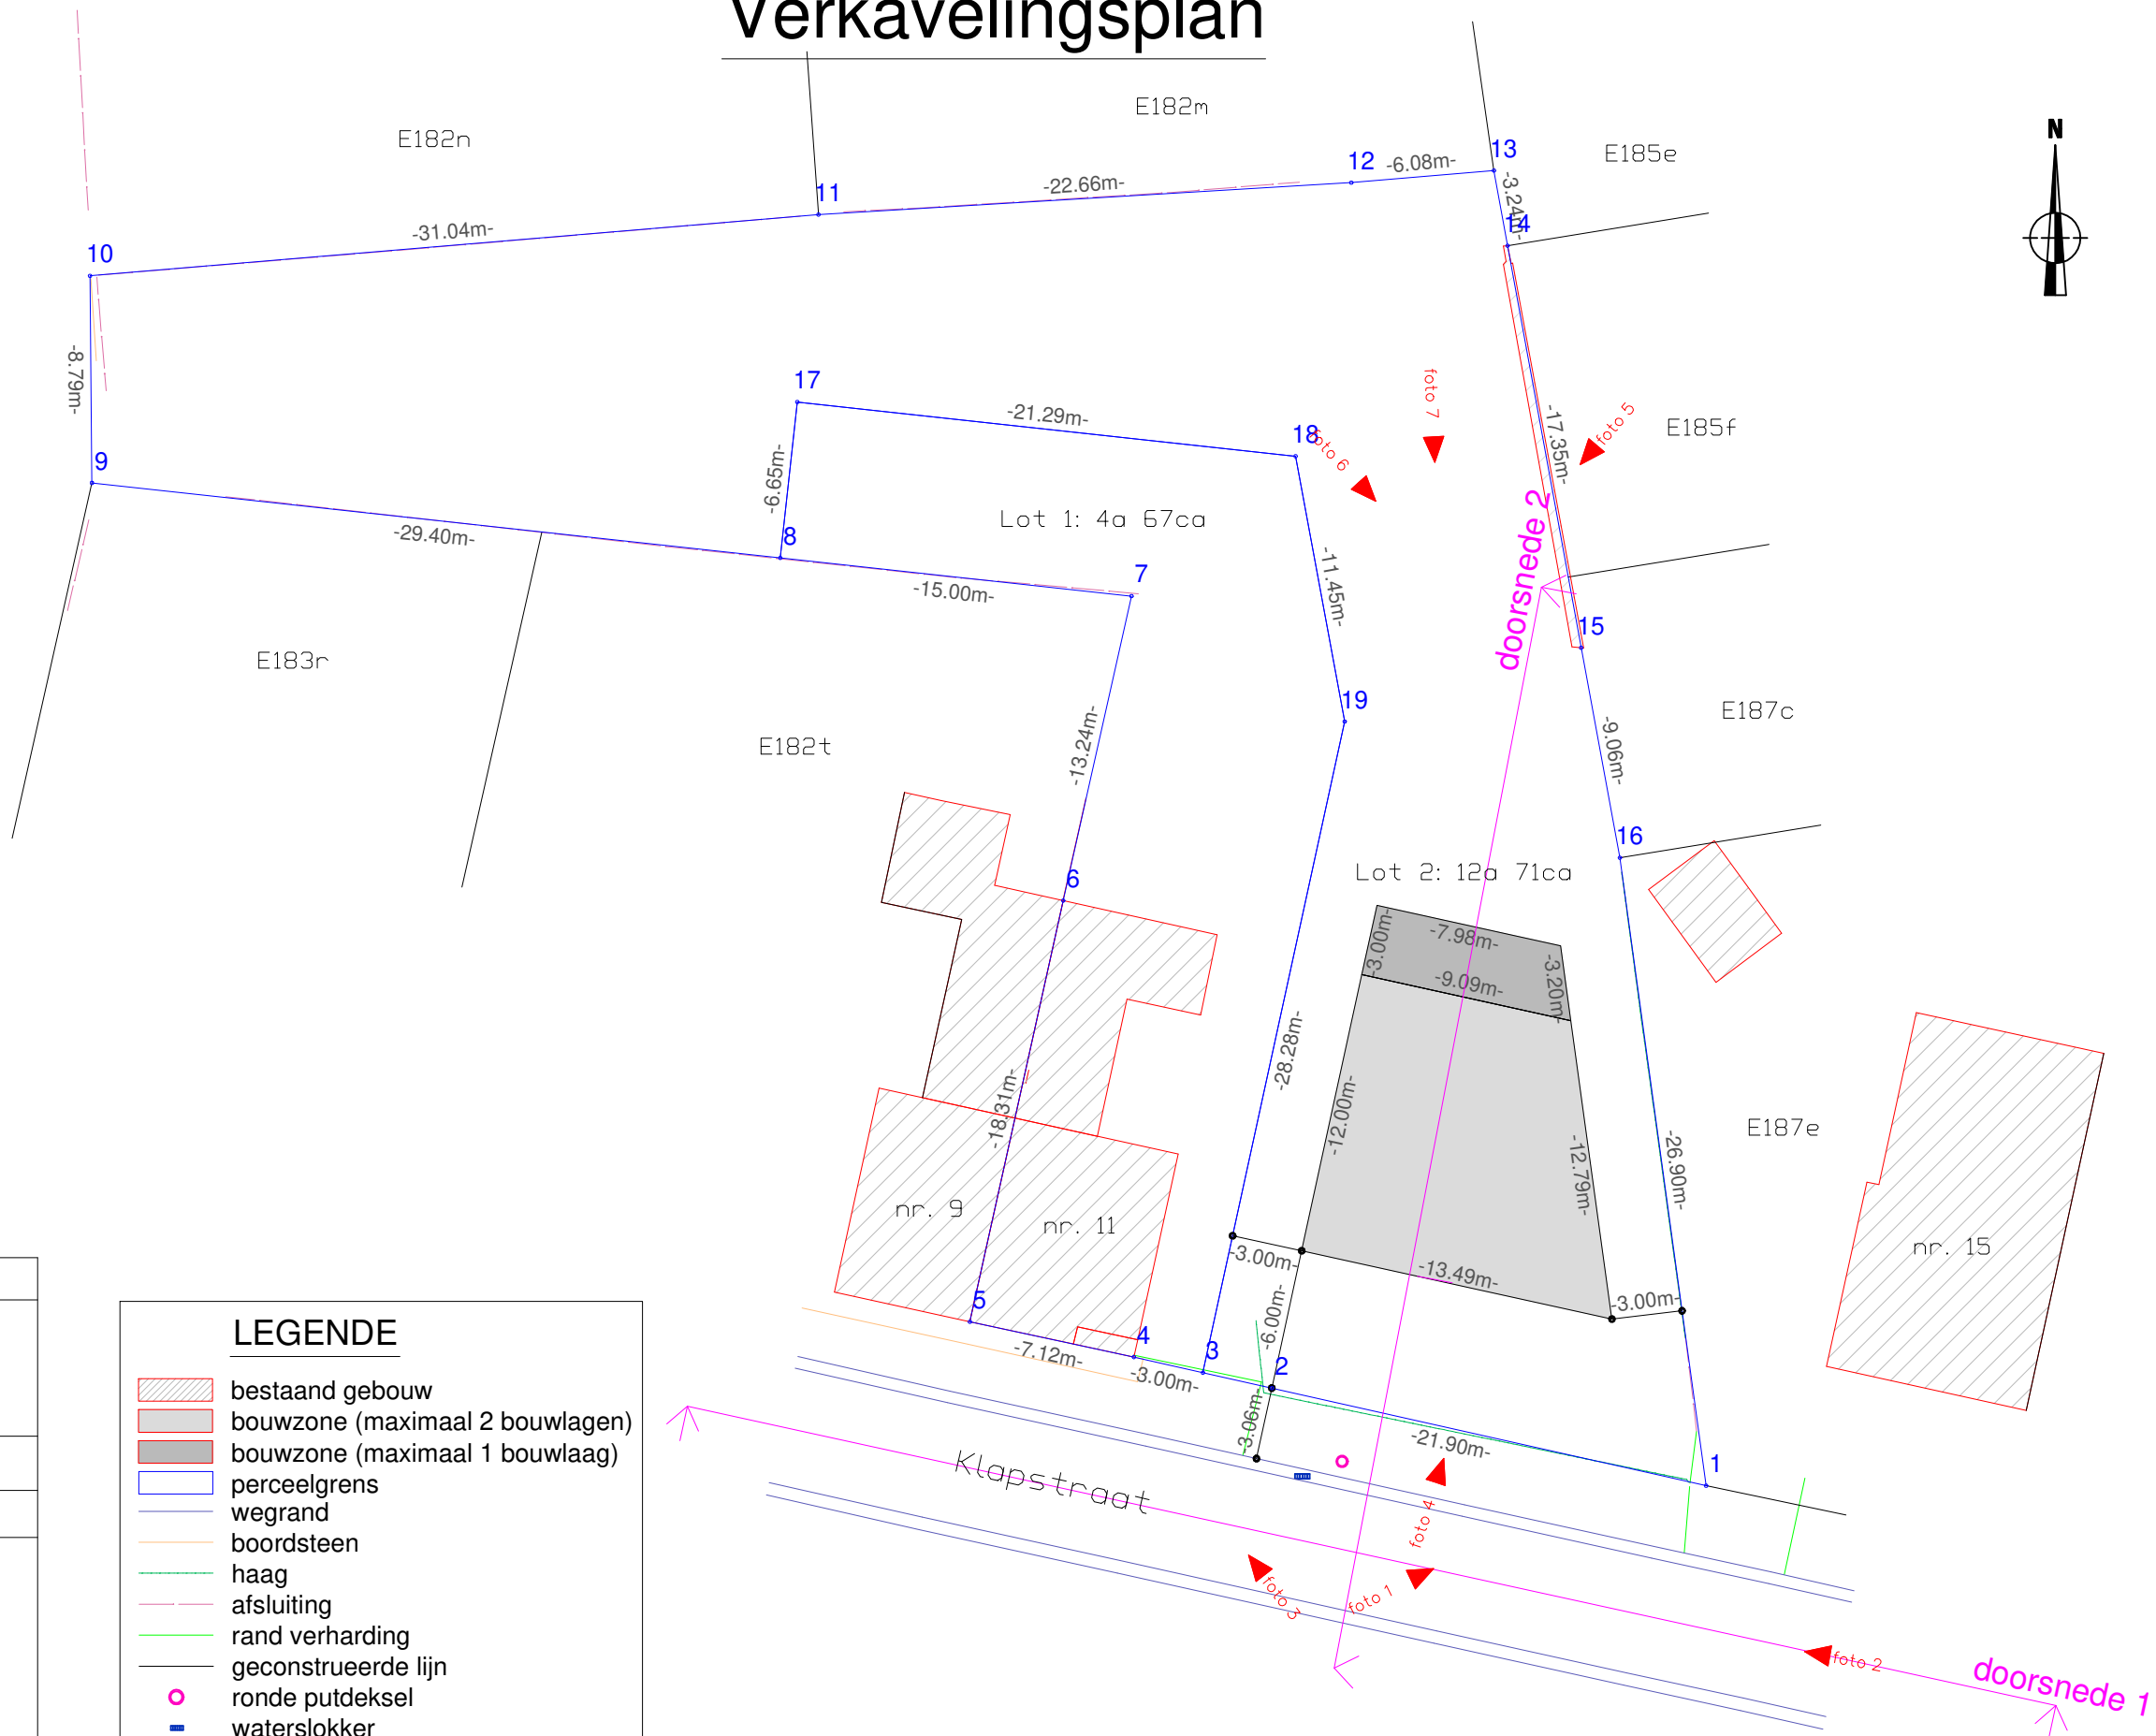 Verkavelingsplan
E182n
E182m
E185e
N
10
11
12
13
14
-31.04m-
-22.66m-
-6.08m-
-3.24m-
-8.79m-
9
17
-21.29m-
18
foto 6
foto 7
foto 5
-17.35m-
E185f
-6.65m-
8
-29.40m-
-15.00m-
7
Lot 1: 4a 67ca
-11.45m-
doorsnede 2
15
E183r
E182t
-13.24m-
19
-9.06m-
E187c
16
6
Lot 2: 12a 71ca
-3.00m-
-7.98m-
-9.09m-
-3.20m-
-28.28m-
-12.00m-
-12.79m-
-26.90m-
E187e
-18.31m-
nr. 9
nr. 11
nr. 15
-3.00m-
-13.49m-
-3.00m-
-6.00m-
5
4
3
2
1
-7.12m-
-3.00m-
-3.06m-
-21.90m-
Klapstraat
foto 4
foto 3
foto 1
foto 2
doorsnede 1
LEGENDE
bestaand gebouw
bouwzone (maximaal 2 bouwlagen)
bouwzone (maximaal 1 bouwlaag)
perceelgrens
wegrand
boordsteen
haag
afsluiting
rand verharding
geconstrueerde lijn
ronde putdeksel
waterslokker